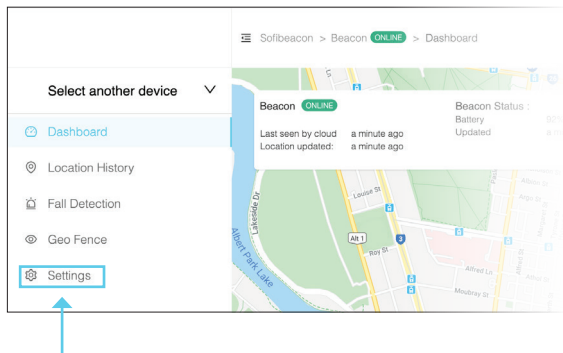 Sofibeacon > Beacon ONLINE > Dashboard
Select another device
Dashboard
Location History
Fall Detection
Geo Fence
Settings
Beacon ONLINE
Last seen by cloud a minute ago
Location updated: a minute ago
Beacon Status :
Battery
Updated
Louise St
Lakeside Dr
Alt 1
3
Roy St
Albert Park Lake
Alfred Ln
Mowbray St